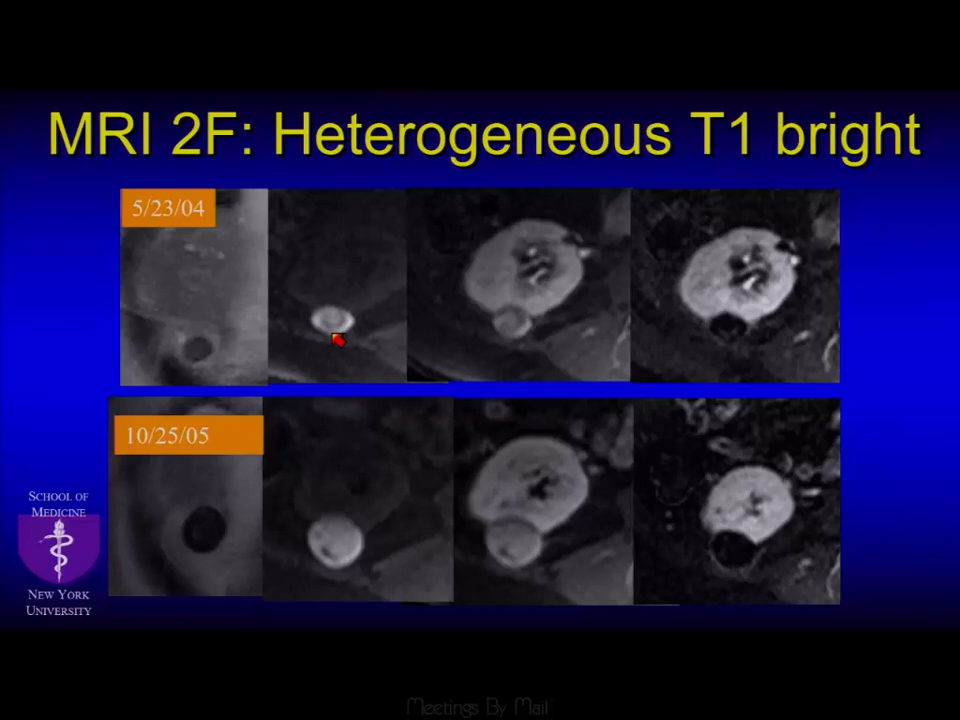 MRI 2F: Heterogeneous T1 bright
5/23/04
10/25/05
SCHOOL OF
MEDICINE
NEW YORK
UNIVERSITY
Meetings By Mail